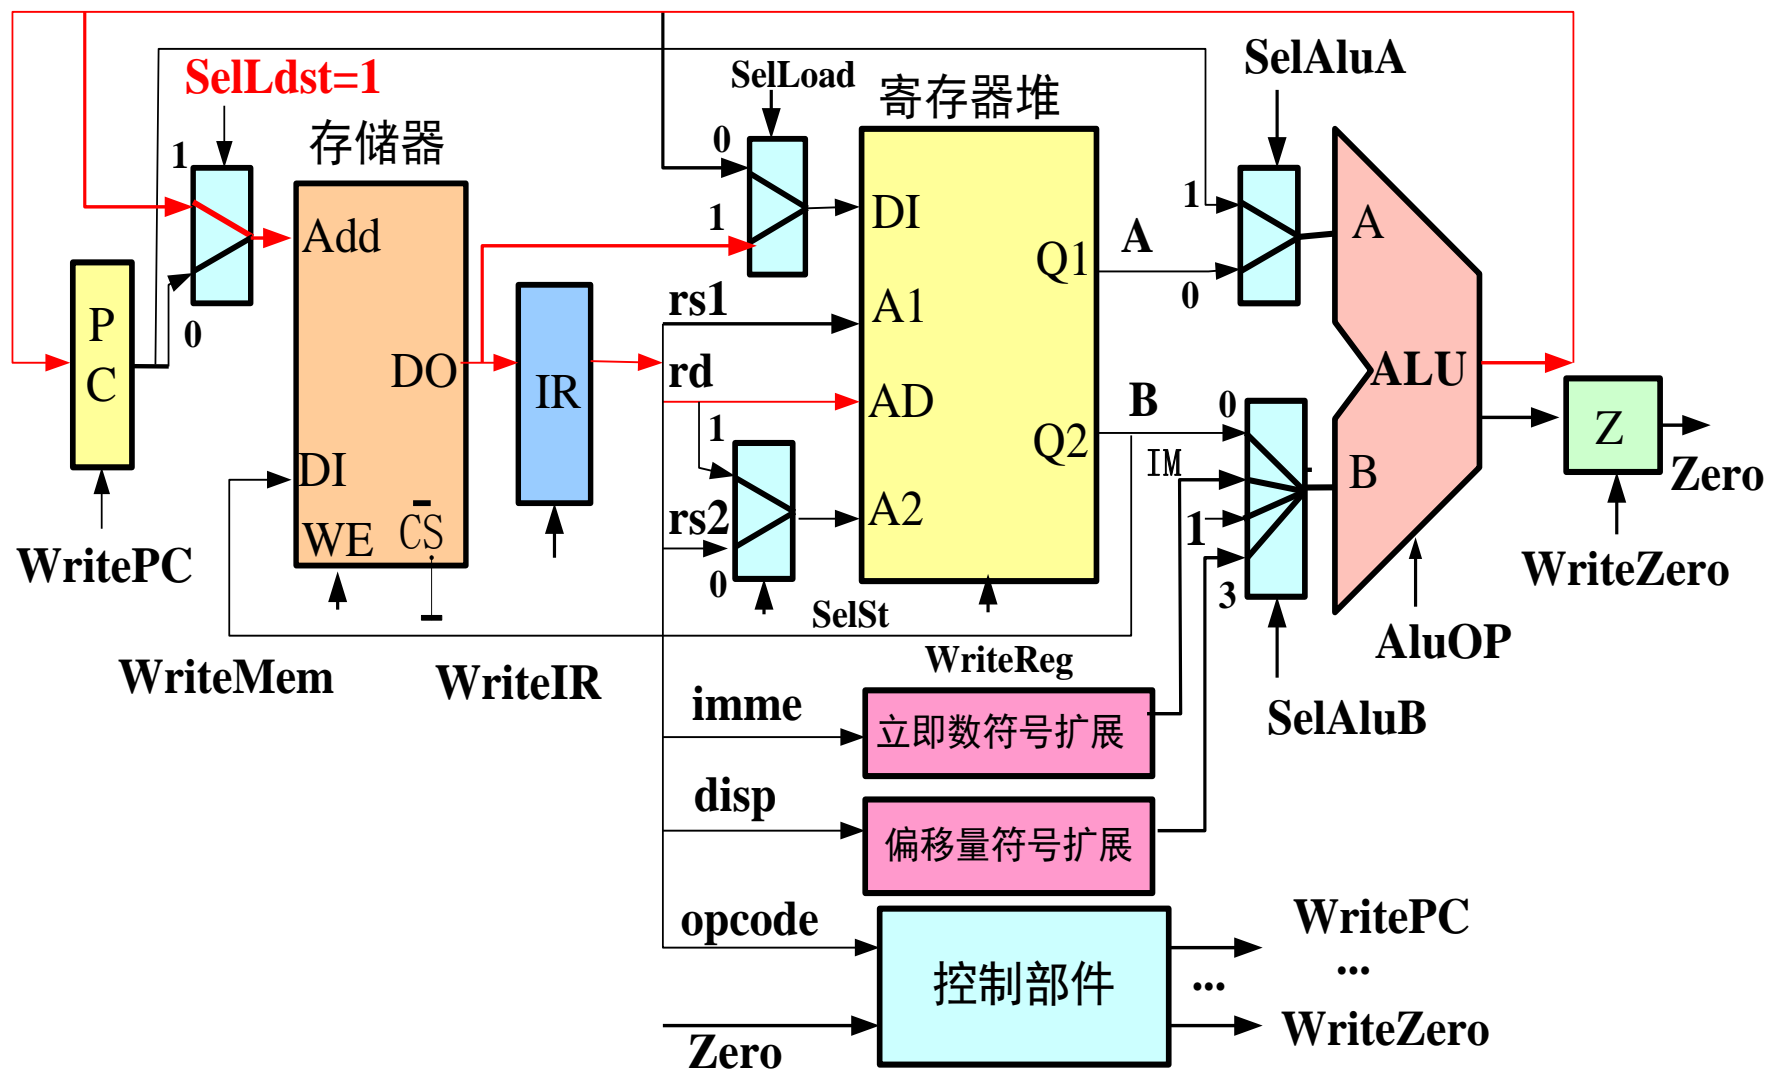 SelLdst=1
SelLoad
寄存器堆
SelAluA
存储器
1
0
1
0
1
0
Add
DO
DI
WE
CS
P
C
IR
DI
Q1
A1
AD
Q2
A2
A
B
rs1
rd
1
rs2
0
0
IM
1
3
A
ALU
B
Z
Zero
WritePC
WriteMem
WriteIR
SelSt
WriteReg
AluOP
WriteZero
SelAluB
imme
立即数符号扩展
disp
偏移量符号扩展
opcode
控制部件
Zero
WritePC
...
...
WriteZero